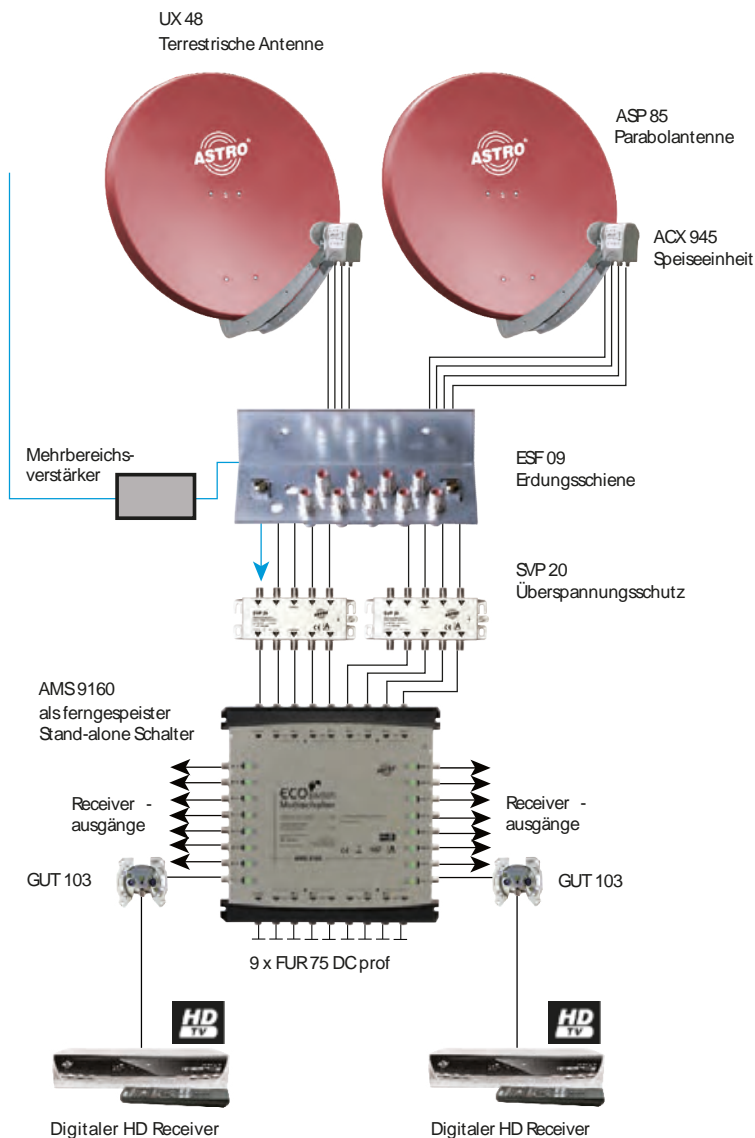 UX 48
Terrestrische Antenne
ASTRO
ASTRO
ASP 85
Parabolantenne
ACX 945
Speiseeinheit
Mehrbereichs-
verstärker
ESF 09
Erdungsschiene
SVP 20
Überspannungsschutz
AMS 9160
als ferngespeister
Stand-alone Schalter
ECO
Multischalter
Receiver -
ausgänge
Receiver -
ausgänge
GUT 103
GUT 103
9 x FUR 75 DC prof
HD
TV
HD
TV
Digitaler HD Receiver
Digitaler HD Receiver